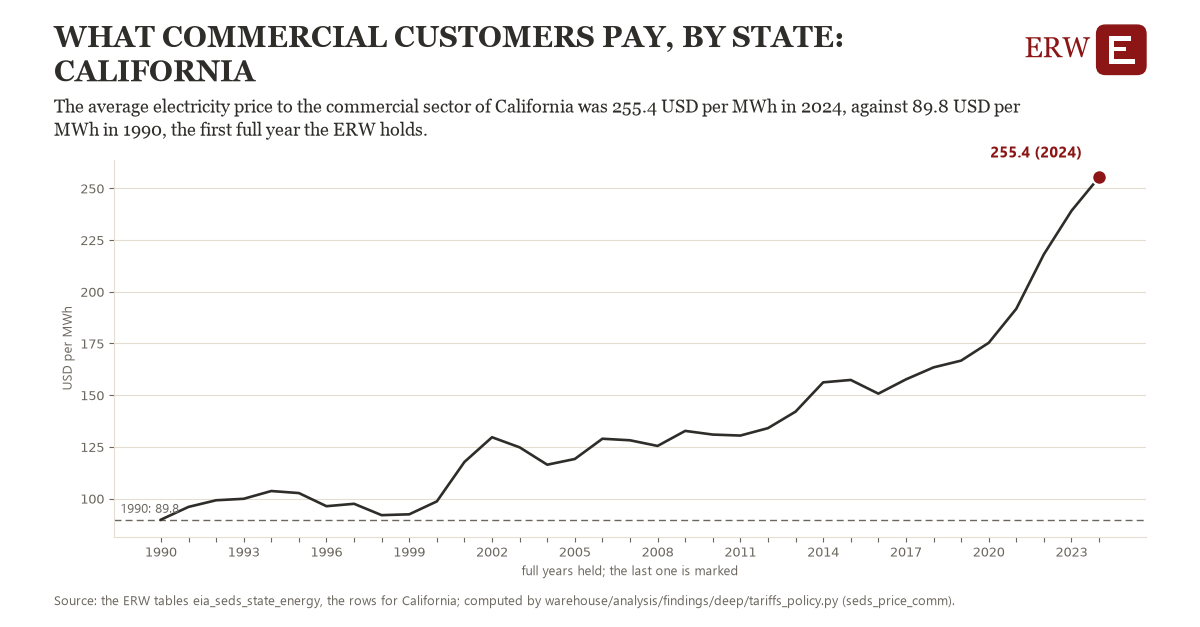 WHAT COMMERCIAL CUSTOMERS PAY, BY STATE:
CALIFORNIA
ERW E
The average electricity price to the commercial sector of California was 255.4 USD per MWh in 2024, against 89.8 USD per
MWh in 1990, the first full year the ERW holds.
255.4 (2024)
250
225
200
175
150
125
100
USD per MWh
1990: 89.8
1990 1993 1996 1999 2002 2005 2008 2011 2014 2017 2020 2023
full years held; the last one is marked
Source: the ERW tables eia_seds_state_energy, the rows for California; computed by warehouse/analysis/findings/deep/tariffs_policy.py (seds_price_comm).